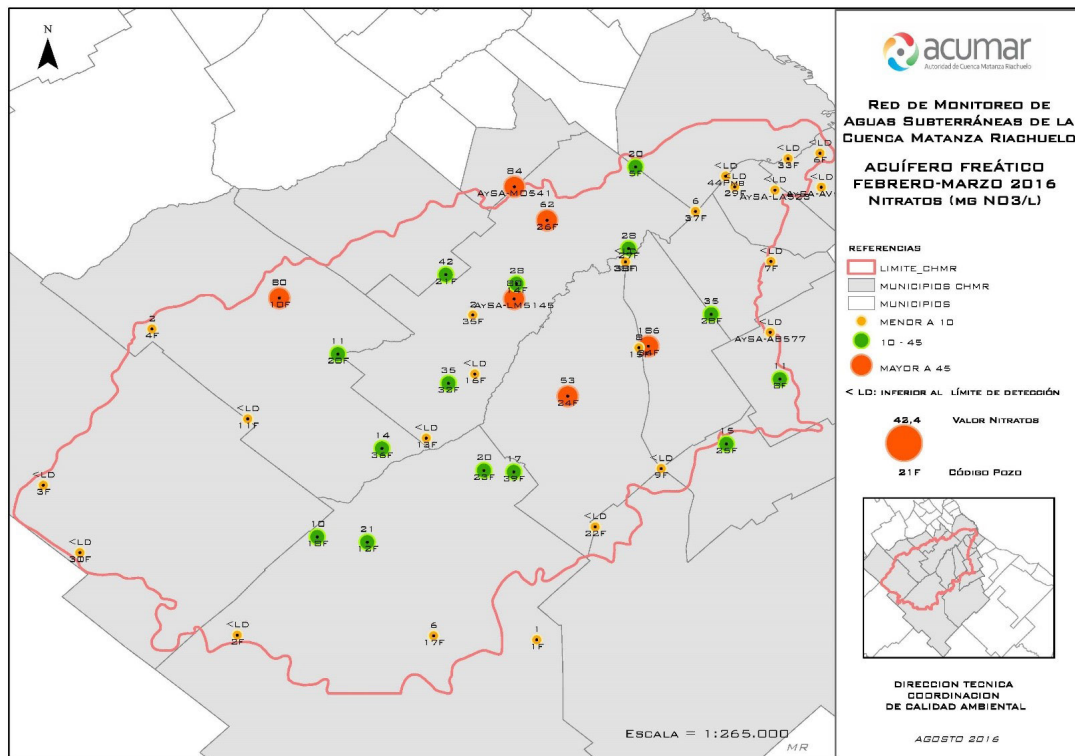 N
84
AySA-MO541
62
26F
20
5F
<LD
33F
6F
<LD
44PMB
<LD
29F
<LD
AySA-LA523
<LD
AySA-AV
6
37F
28
27F
<LD
7F
42
21F
28
14F
AySA-LM5145
80
10F
2
4F
2
35F
35
28F
<LD
AySA-AB577
186
34F
8
11
11
8F
35
32F
<LD
16F
53
24F
<LD
11F
<LD
13F
14
36F
20
23F
17
39F
15
25F
<LD
9F
<LD
3F
<LD
22F
10
18F
21
12F
<LD
<LD
2F
6
17F
1
1F
Escala = 1:265.000
MR
acumar
Autoridad de Cuenca Matanza Riachuelo
Red de Monitoreo de
Aguas Subterráneas de la
Cuenca Matanza Riachuelo
Acuífero Freático
Febrero-Marzo 2016
Nitratos (mg NO3/l)
REFERENCIAS
LIMITE_CHMR
MUNICIPIOS CHMR
MUNICIPIOS
MENOR A 10
10 - 45
MAYOR A 45
< LD: inferior al límite de detección
42,4 Valor Nitratos
21F Código Pozo
DIRECCION TECNICA
COORDINACION
DE CALIDAD AMBIENTAL
AGOSTO 2016